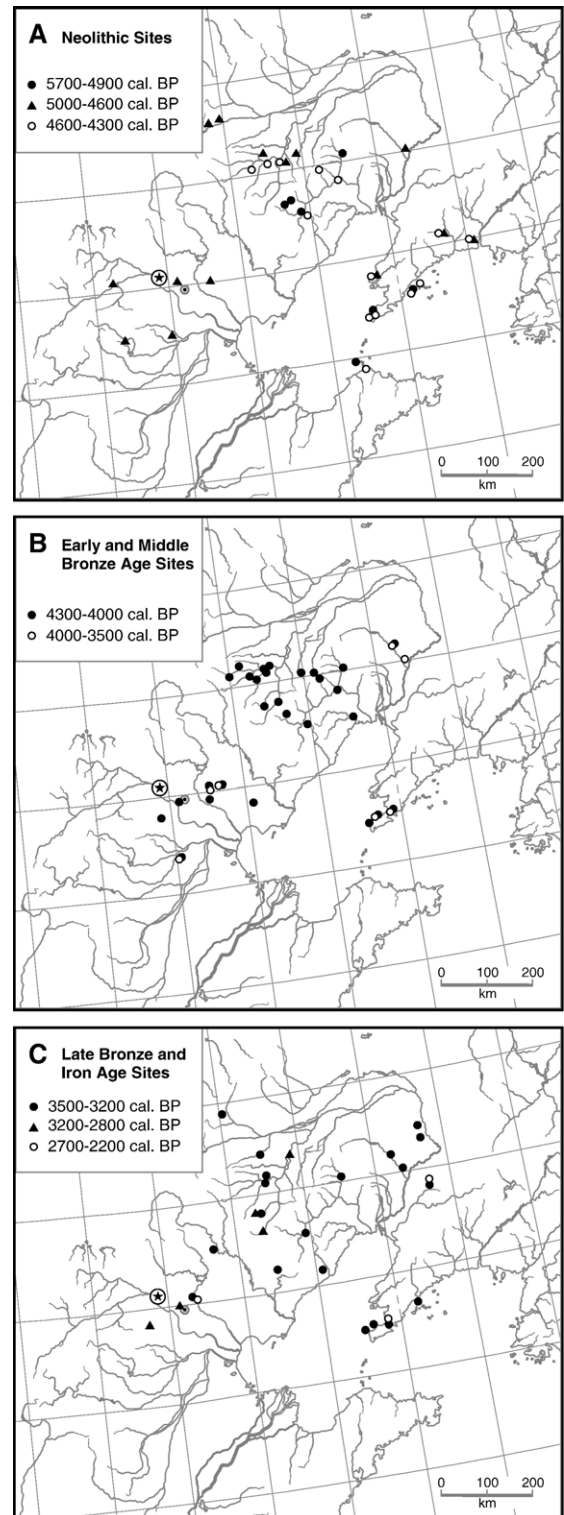 A Neolithic Sites
5700-4900 cal. BP
5000-4600 cal. BP
4600-4300 cal. BP
0 100 200
km
B Early and Middle
Bronze Age Sites
4300-4000 cal. BP
4000-3500 cal. BP
0 100 200
km
C Late Bronze and
Iron Age Sites
3500-3200 cal. BP
3200-2800 cal. BP
2700-2200 cal. BP
0 100 200
km